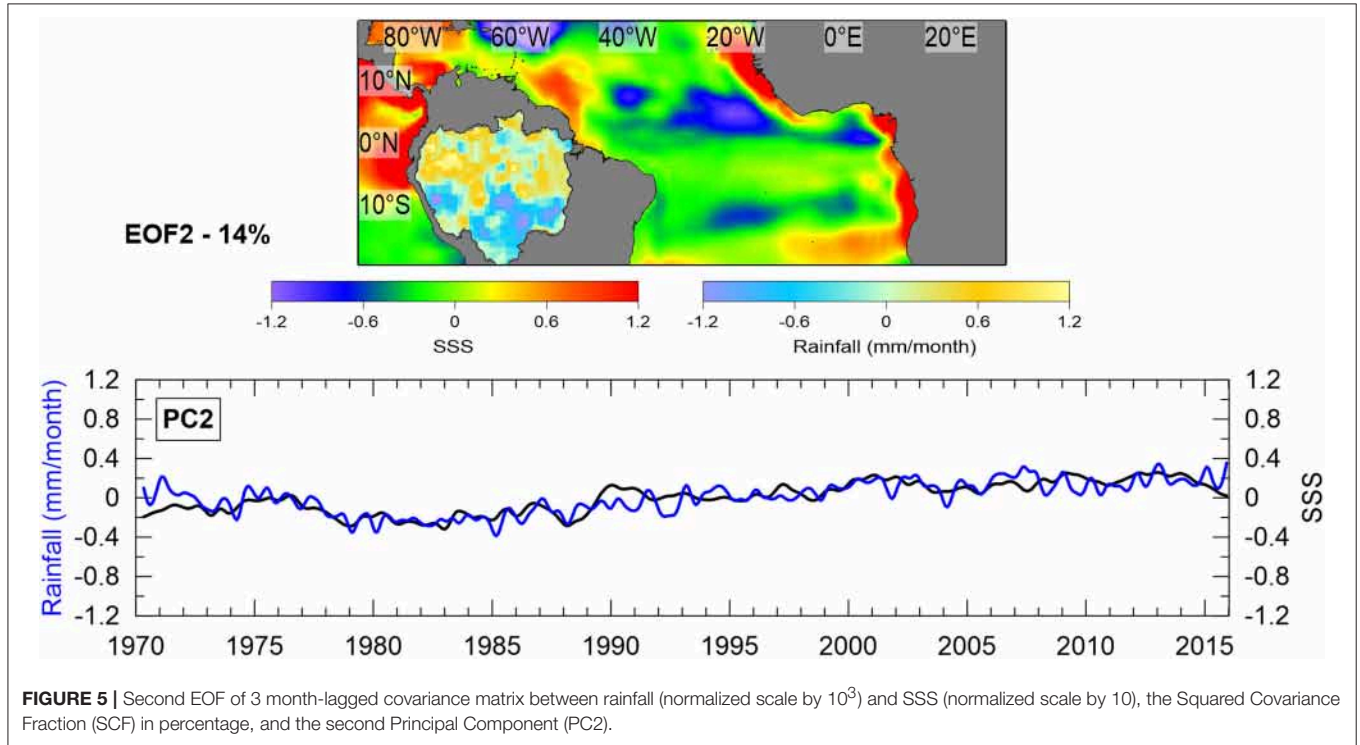 80°W 60°W 40°W 20°W 0°E 20°E
10°N
0°N
10°S
EOF2 - 14%
-1.2 -0.6 0 0.6 1.2
SSS
-1.2 -0.6 0 0.6 1.2
Rainfall (mm/month)
PC2
Rainfall (mm/month)
1.2
0.8
0.4
0
-0.4
-0.8
-1.2
1.2
0.8
0.4
0
-0.4
-0.8
-1.2
SSS
1970 1975 1980 1985 1990 1995 2000 2005 2010 2015
FIGURE 5 | Second EOF of 3 month-lagged covariance matrix between rainfall (normalized scale by 10³) and SSS (normalized scale by 10), the Squared Covariance
Fraction (SCF) in percentage, and the second Principal Component (PC2).